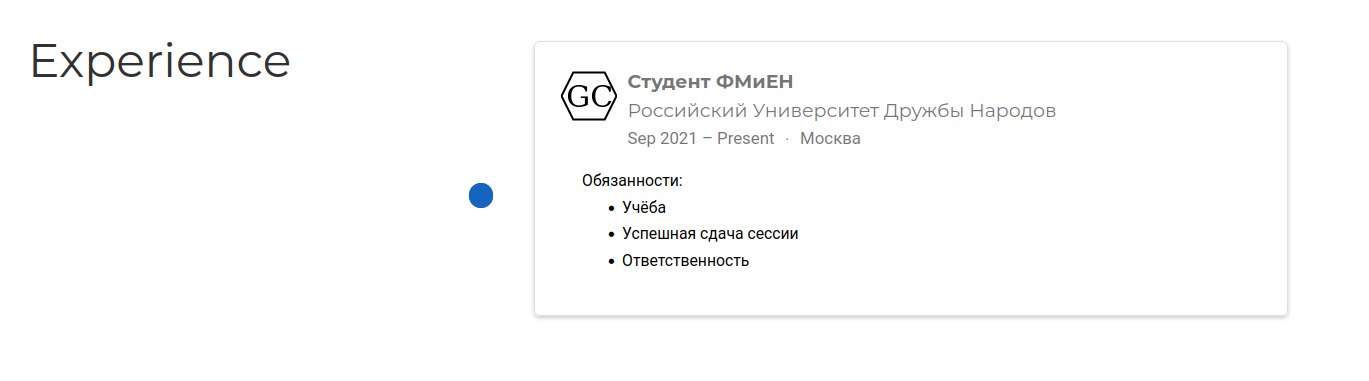 Experience
GC
Студент ФМиЕН
Российский Университет Дружбы Народов
Sep 2021 – Present · Москва
Обязанности:
• Учёба
• Успешная сдача сессии
• Ответственность